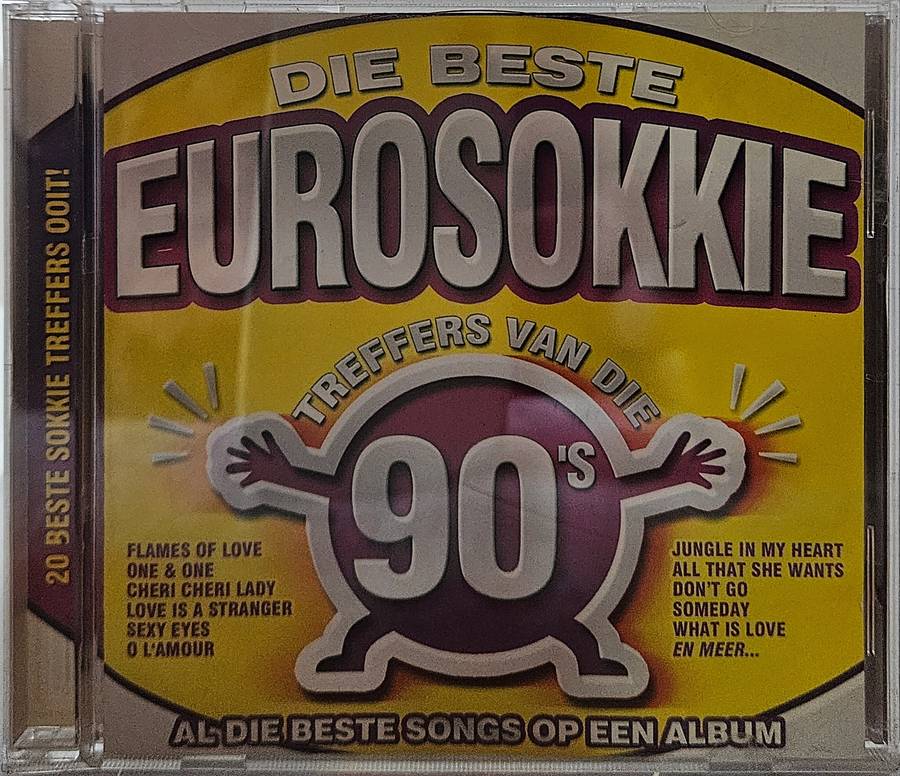 20 BESTE SOKKIE TREFFERS OOIT!
DIE BESTE
EUROSOKKIE
TREFFERS VAN DIE
90'S
FLAMES OF LOVE
ONE & ONE
CHERI CHERI LADY
LOVE IS A STRANGER
SEXY EYES
O L'AMOUR
JUNGLE IN MY HEART
ALL THAT SHE WANTS
DON'T GO
SOMEDAY
WHAT IS LOVE
EN MEER...
AL DIE BESTE SONGS OP EEN ALBUM